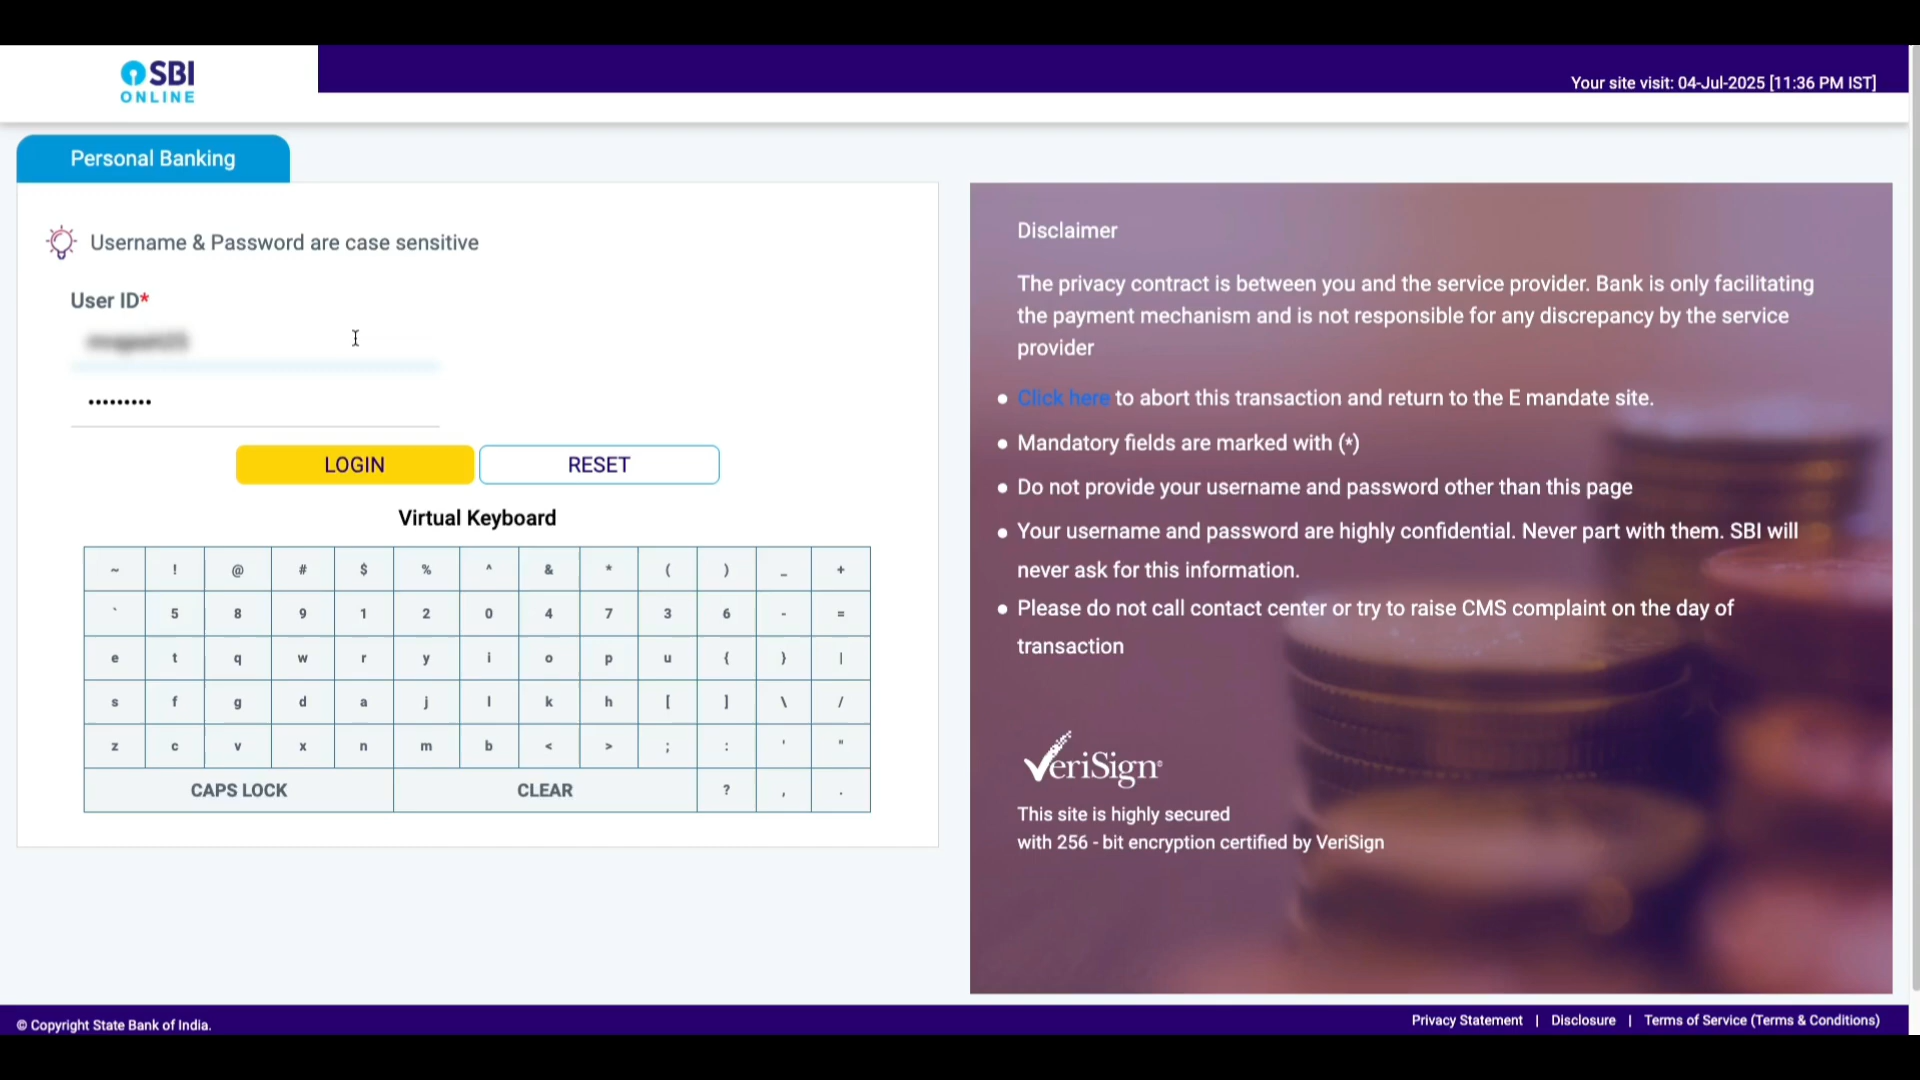 SBI
ONLINE
Your site visit: 04-Jul-2025 [11:36 PM IST]
Personal Banking
Username & Password are case sensitive
User ID*
•••••••••
LOGIN
RESET
Virtual Keyboard
~ ! @ # $ % ^ & * ( ) _ +
` 5 8 9 1 2 0 4 7 3 6 - =
e t q w r y i o p u { } |
s f g d a j l k h [ ] \ /
z c v x n m b < > ; : ' "
CAPS LOCK CLEAR ? , .
Disclaimer
The privacy contract is between you and the service provider. Bank is only facilitating
the payment mechanism and is not responsible for any discrepancy by the service
provider
• Click here to abort this transaction and return to the E mandate site.
• Mandatory fields are marked with (*)
• Do not provide your username and password other than this page
• Your username and password are highly confidential. Never part with them. SBI will
never ask for this information.
• Please do not call contact center or try to raise CMS complaint on the day of
transaction
VeriSign®
This site is highly secured
with 256 - bit encryption certified by VeriSign
© Copyright State Bank of India.
Privacy Statement | Disclosure | Terms of Service (Terms & Conditions)